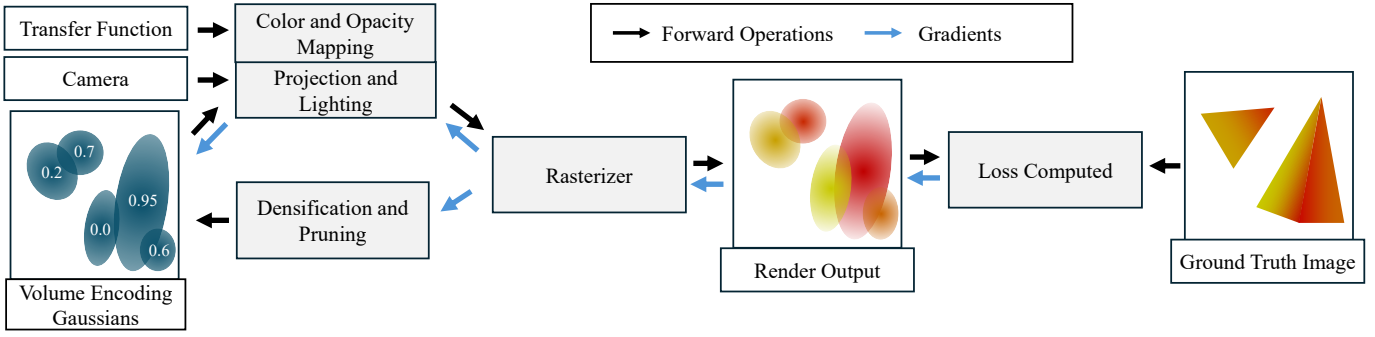 Transfer Function
Color and Opacity
Mapping
Forward Operations
Gradients
Camera
Projection and
Lighting
0.7
0.2
0.95
0.0
0.6
Volume Encoding
Gaussians
Densification and
Pruning
Rasterizer
Render Output
Loss Computed
Ground Truth Image